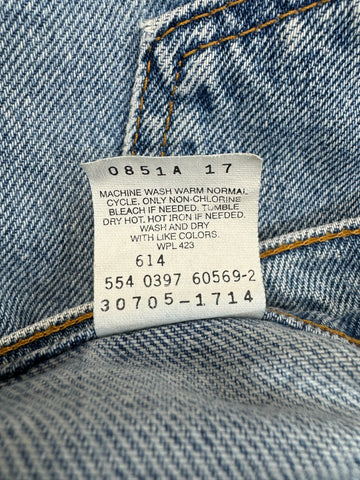 0851A 17
MACHINE WASH WARM NORMAL
CYCLE. ONLY NON-CHLORINE
BLEACH IF NEEDED. TUMBLE
DRY HOT. HOT IRON IF NEEDED.
WASH AND DRY
WITH LIKE COLORS.
WPL 423
614
554 0397 60569-2
30705-1714